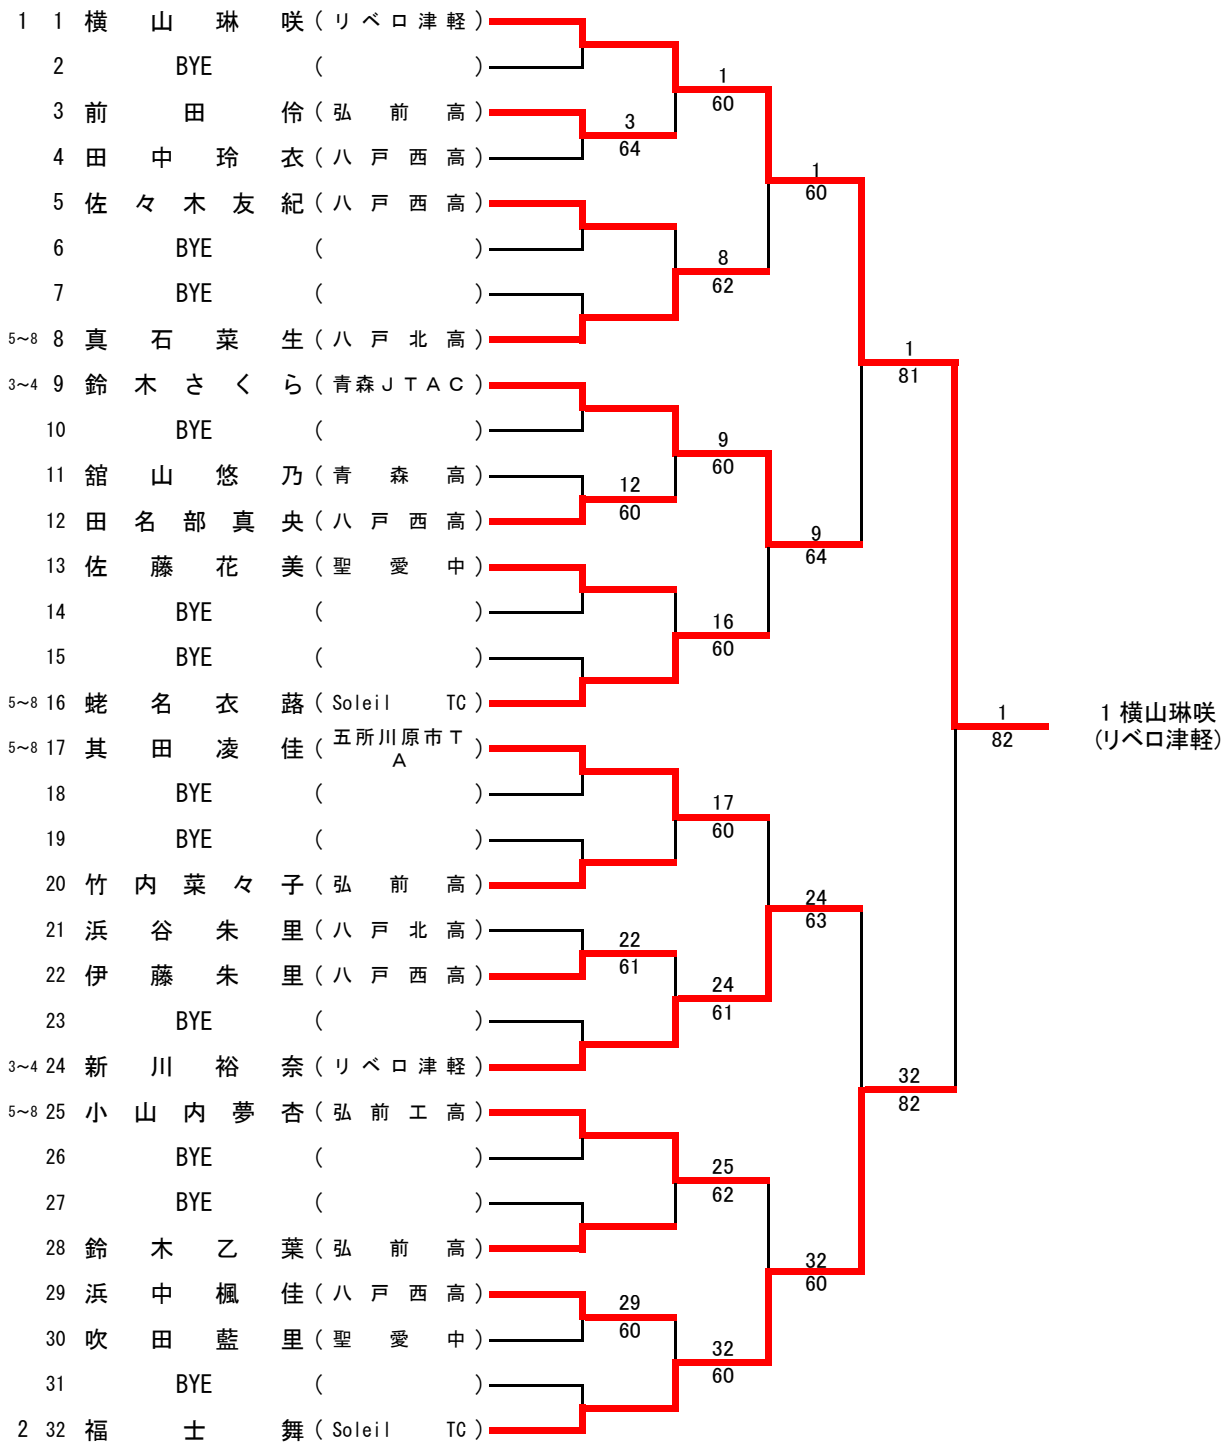 1 1 横山琳咲 (リベロ津軽)
2 BYE ( )
1
60
3 前田伶 (弘前高)
3
64
4 田中玲衣 (八戸西高)
1
60
5 佐々木友紀 (八戸西高)
6 BYE ( )
8
62
7 BYE ( )
5~8 8 真石菜生 (八戸北高)
1
81
3~4 9 鈴木さくら (青森JTAC)
10 BYE ( )
9
60
11 舘山悠乃 (青森高)
12
60
12 田名部真央 (八戸西高)
9
64
13 佐藤花美 (聖愛中)
14 BYE ( )
16
60
15 BYE ( )
5~8 16 蛯名衣蕗 (Soleil TC)
1
82
1 横山琳咲
(リベロ津軽)
5~8 17 其田凌佳 (五所川原市T
A)
18 BYE ( )
17
60
19 BYE ( )
20 竹内菜々子 (弘前高)
24
63
21 浜谷朱里 (八戸北高)
22
61
22 伊藤朱里 (八戸西高)
24
61
23 BYE ( )
3~4 24 新川裕奈 (リベロ津軽)
32
82
5~8 25 小山内夢杏 (弘前工高)
26 BYE ( )
25
62
27 BYE ( )
28 鈴木乙葉 (弘前高)
32
60
29 浜中楓佳 (八戸西高)
29
60
30 吹田藍里 (聖愛中)
32
60
31 BYE ( )
2 32 福士舞 (Soleil TC)